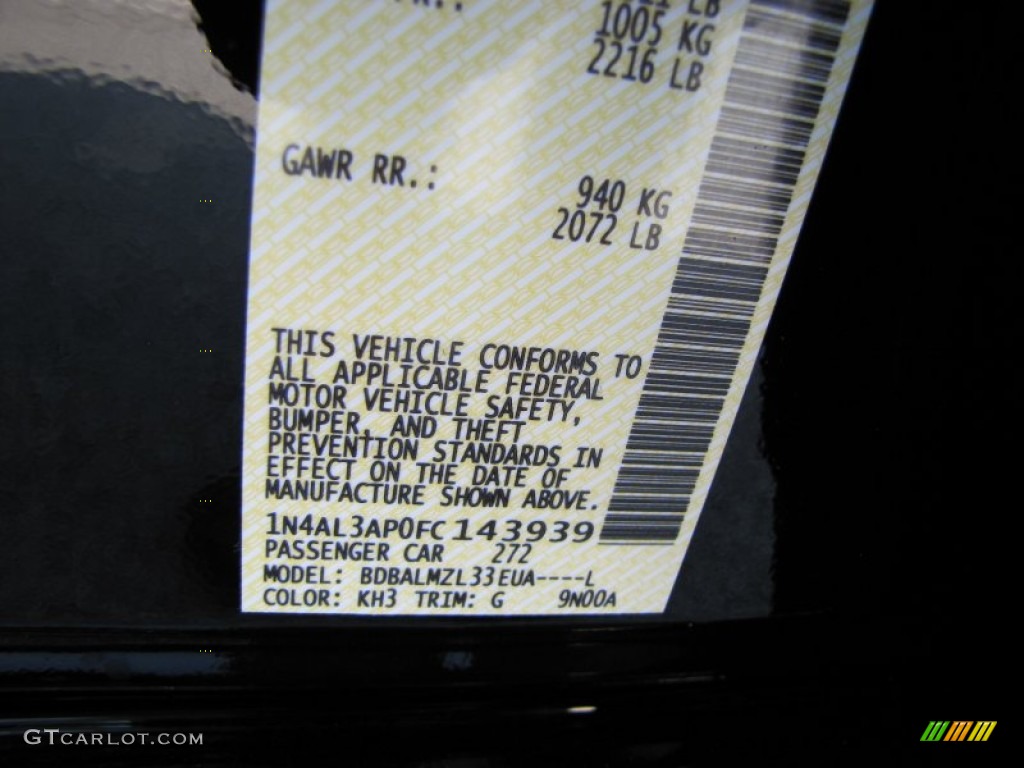 LB
1005 KG
2216 LB
GAWR RR.:
940 KG
2072 LB
THIS VEHICLE CONFORMS TO
ALL APPLICABLE FEDERAL
MOTOR VEHICLE SAFETY,
BUMPER, AND THEFT
PREVENTION STANDARDS IN
EFFECT ON THE DATE OF
MANUFACTURE SHOWN ABOVE.
1N4AL3AP0FC143939
PASSENGER CAR 272
MODEL: BDBALMZL33EUA----L
COLOR: KH3 TRIM: G 9N00A
GTCARLOT.COM